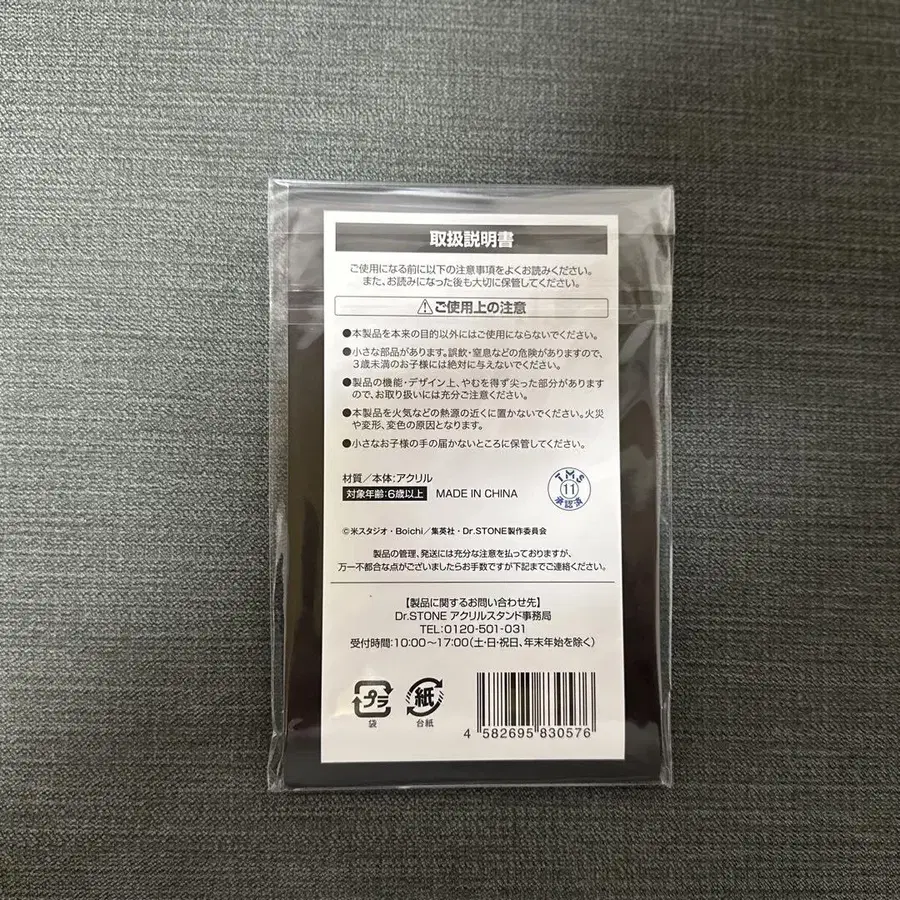 取扱説明書
ご使用になる前に以下の注意事項をよくお読みください。
また、お読みになった後も大切に保管してください。
⚠ご使用上の注意
●本製品を本来の目的以外にはご使用にならないでください。
●小さな部品があります。誤飲・窒息などの危険がありますので、
3歳未満のお子様には絶対に与えないでください。
●製品の機能・デザイン上、やむを得ず尖った部分があります
ので、お取り扱いには充分ご注意ください。
●本製品を火気などの熱源の近くに置かないでください。火災
や変形、変色の原因となります。
●小さなお子様の手の届かないところに保管してください。
材質/本体:アクリル
対象年齢:6歳以上 MADE IN CHINA
TMS
11
承認済
©米スタジオ・Boichi/集英社・Dr.STONE製作委員会
製品の管理、発送には充分な注意を払っておりますが、
万一不都合な点がございましたらお手数ですが下記までご連絡ください。
【製品に関するお問い合わせ先】
Dr.STONE アクリルスタンド事務局
TEL:0120-501-031
受付時間:10:00〜17:00(土・日・祝日、年末年始を除く)
プラ 紙
袋 台紙
4 582695 830576